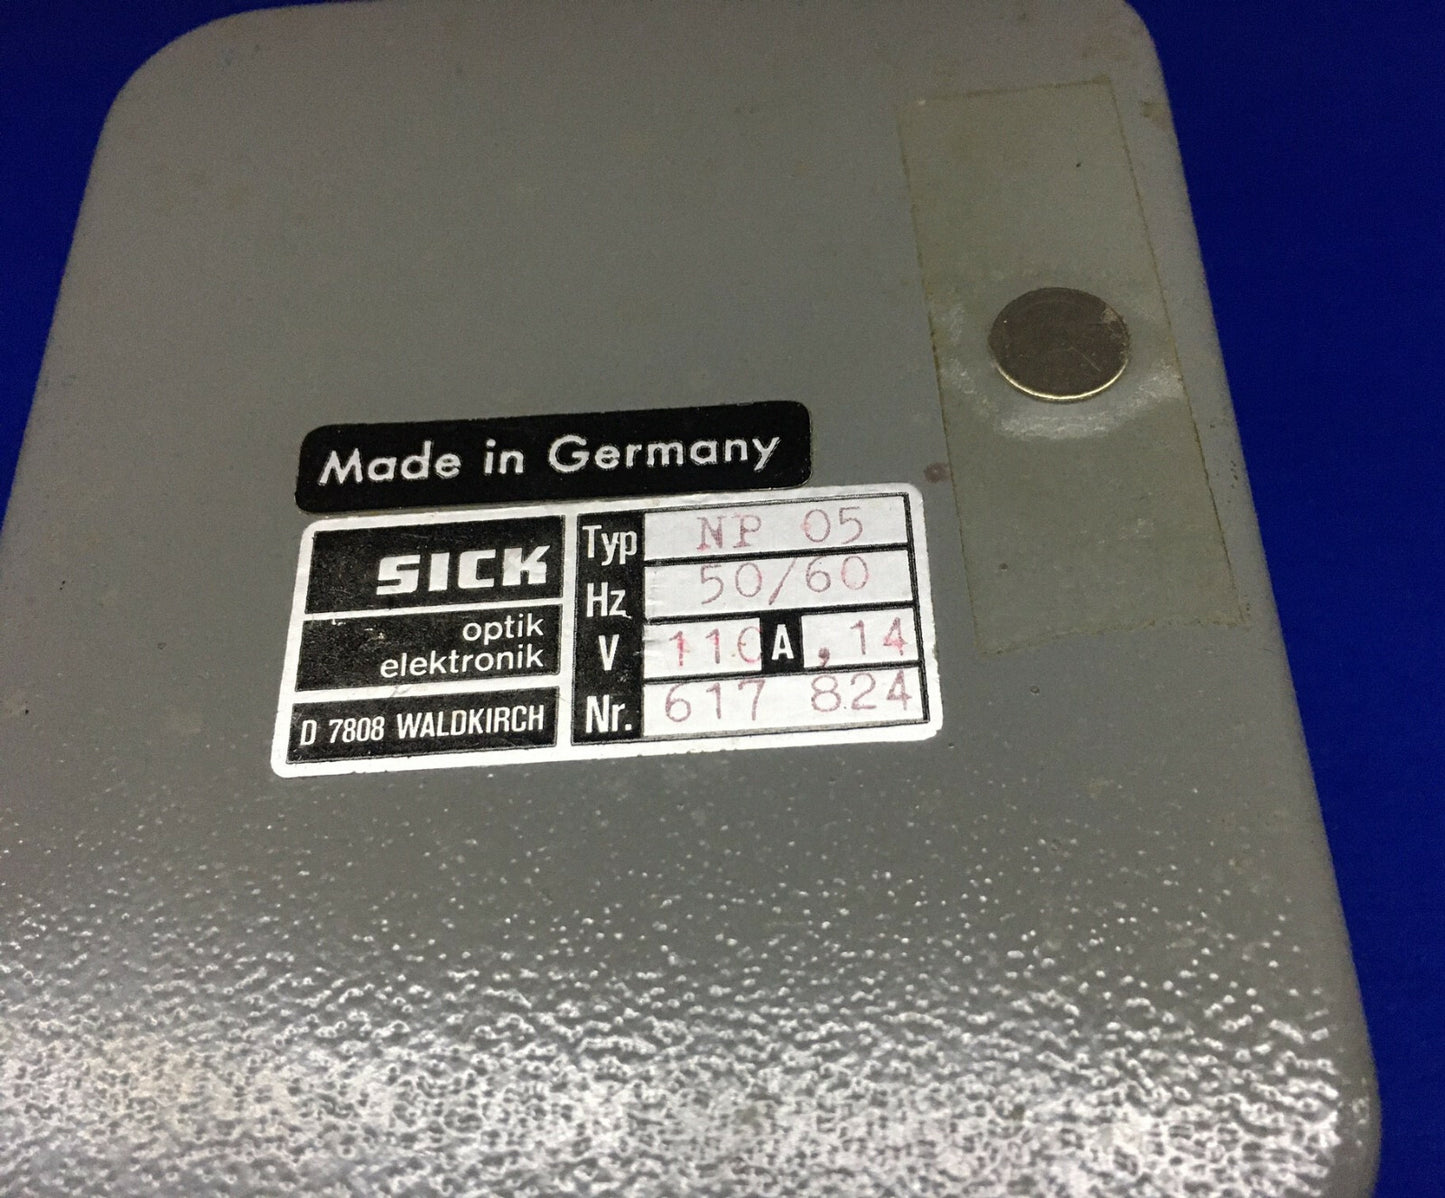 Made in Germany
SICK
optik
elektronik
D 7808 WALDKIRCH
Typ NP 05
Hz 50/60
V 110 A ,14
Nr. 617 824